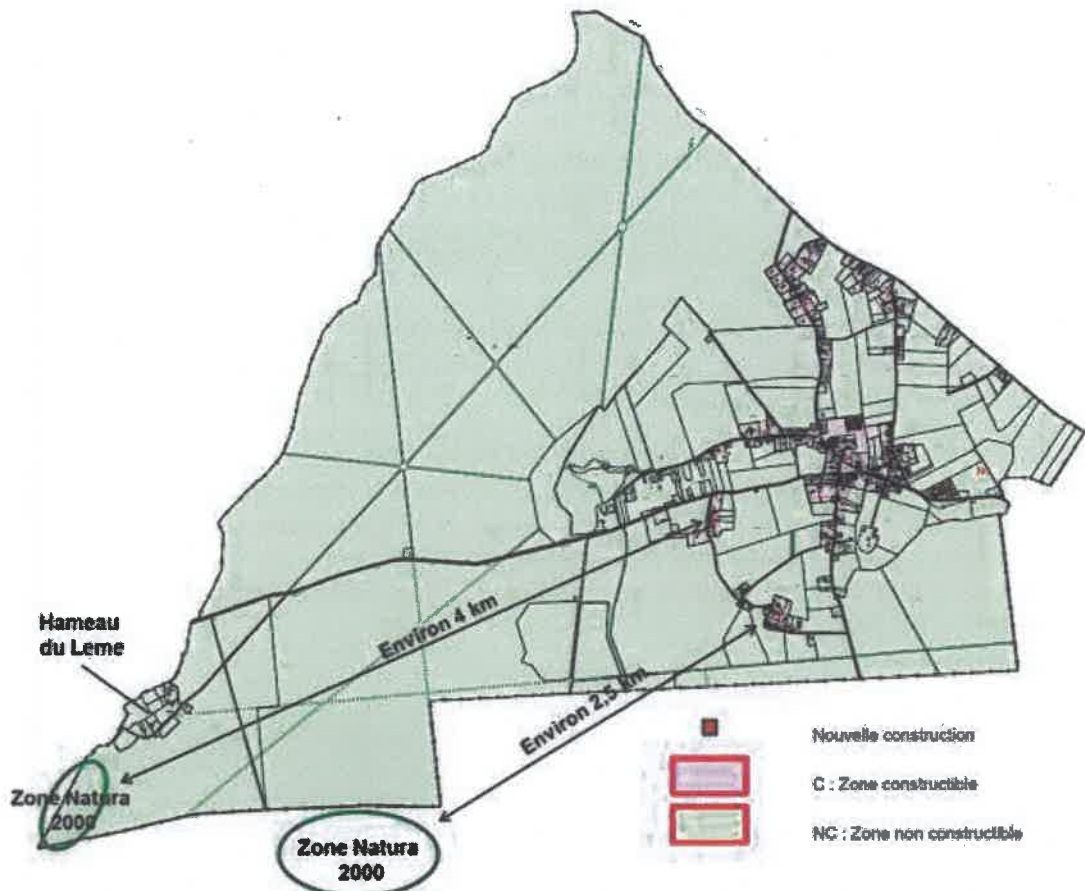 Hameau
du Leme
Environ 4 km
Environ 2,5 km
Zone Natura
2000
Zone Natura
2000
Nouvelle construction
C : Zone constructible
NC : Zone non constructible